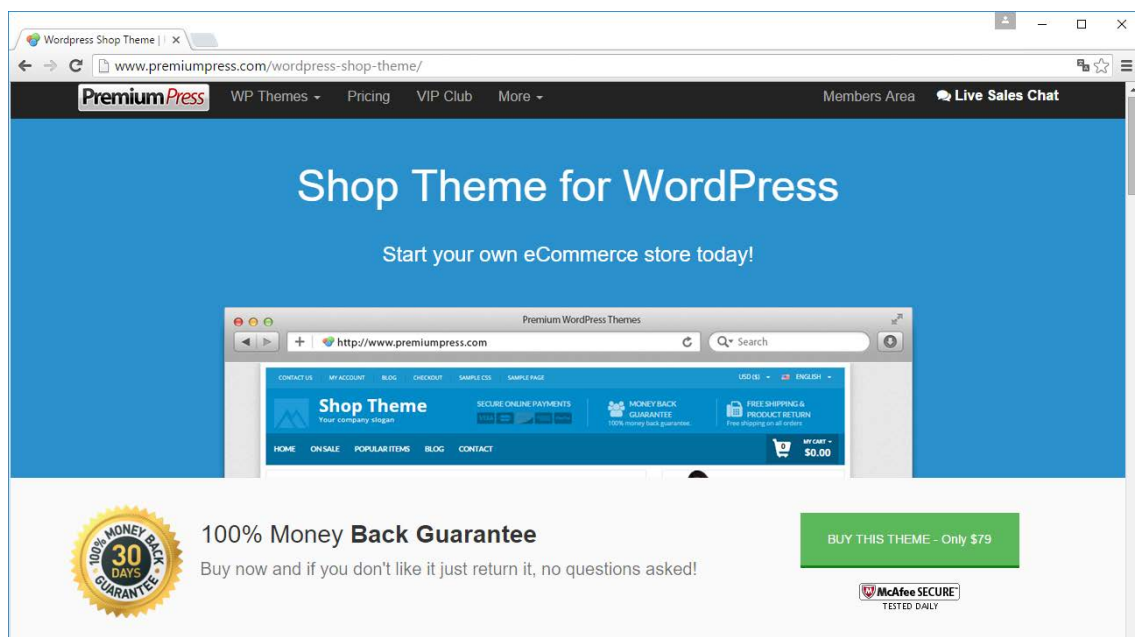 Wordpress Shop Theme |
www.premiumpress.com/wordpress-shop-theme/
PremiumPress WP Themes Pricing VIP Club More Members Area Live Sales Chat
Shop Theme for WordPress
Start your own eCommerce store today!
Premium WordPress Themes
http://www.premiumpress.com Search
CONTACT US MY ACCOUNT BLOG CHECKOUT SAMPLE CSS SAMPLE PAGE USD ($) ENGLISH
Shop Theme
Your company slogan
SECURE ONLINE PAYMENTS
MONEY BACK
GUARANTEE
100% money back guarantee.
FREE SHIPPING &
PRODUCT RETURN
Free shipping on all orders
HOME ON SALE POPULAR ITEMS BLOG CONTACT
0
MY CART
$0.00
100% MONEY BACK
30
DAYS
GUARANTEE
100% Money Back Guarantee
Buy now and if you don't like it just return it, no questions asked!
BUY THIS THEME - Only $79
McAfee SECURE™
TESTED DAILY